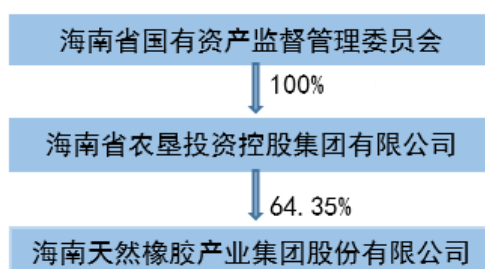 海南省国有资产监督管理委员会
100%
海南省农垦投资控股集团有限公司
64.35%
海南天然橡胶产业集团股份有限公司